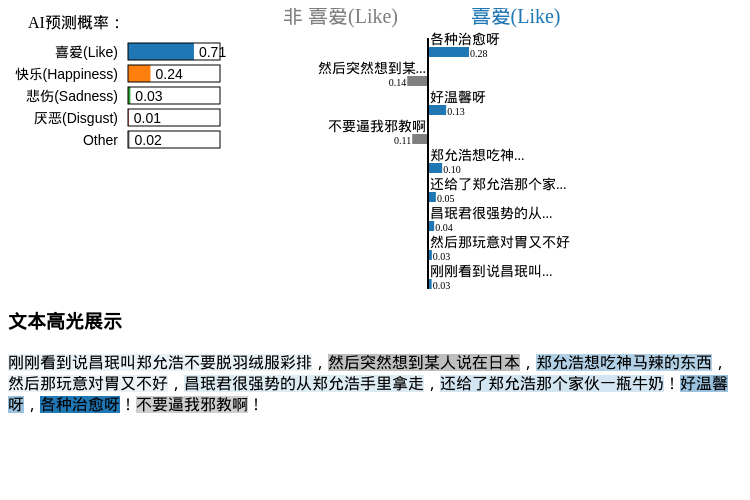 AI预测概率：
喜爱(Like) 0.71
快乐(Happiness) 0.24
悲伤(Sadness) 0.03
厌恶(Disgust) 0.01
Other 0.02
非 喜爱(Like) 喜爱(Like)
各种治愈呀
0.28
然后突然想到某...
0.14
好温馨呀
0.13
不要逼我邪教啊
0.11
郑允浩想吃神...
0.10
还给了郑允浩那个家...
0.05
昌珉君很强势的从...
0.04
然后那玩意对胃又不好
0.03
刚刚看到说昌珉叫...
0.03
文本高光展示
刚刚看到说昌珉叫郑允浩不要脱羽绒服彩排，然后突然想到某人说在日本，郑允浩想吃神马辣的东西，
然后那玩意对胃又不好，昌珉君很强势的从郑允浩手里拿走，还给了郑允浩那个家伙一瓶牛奶！好温馨
呀，各种治愈呀！不要逼我邪教啊！